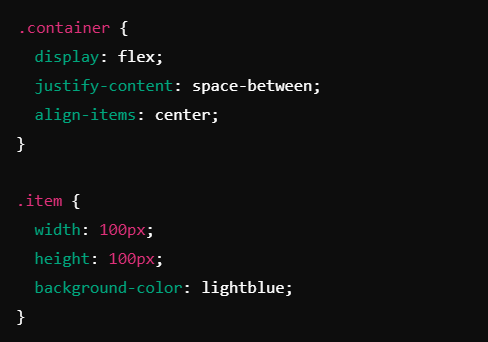 .container {
  display: flex;
  justify-content: space-between;
  align-items: center;
}

.item {
  width: 100px;
  height: 100px;
  background-color: lightblue;
}